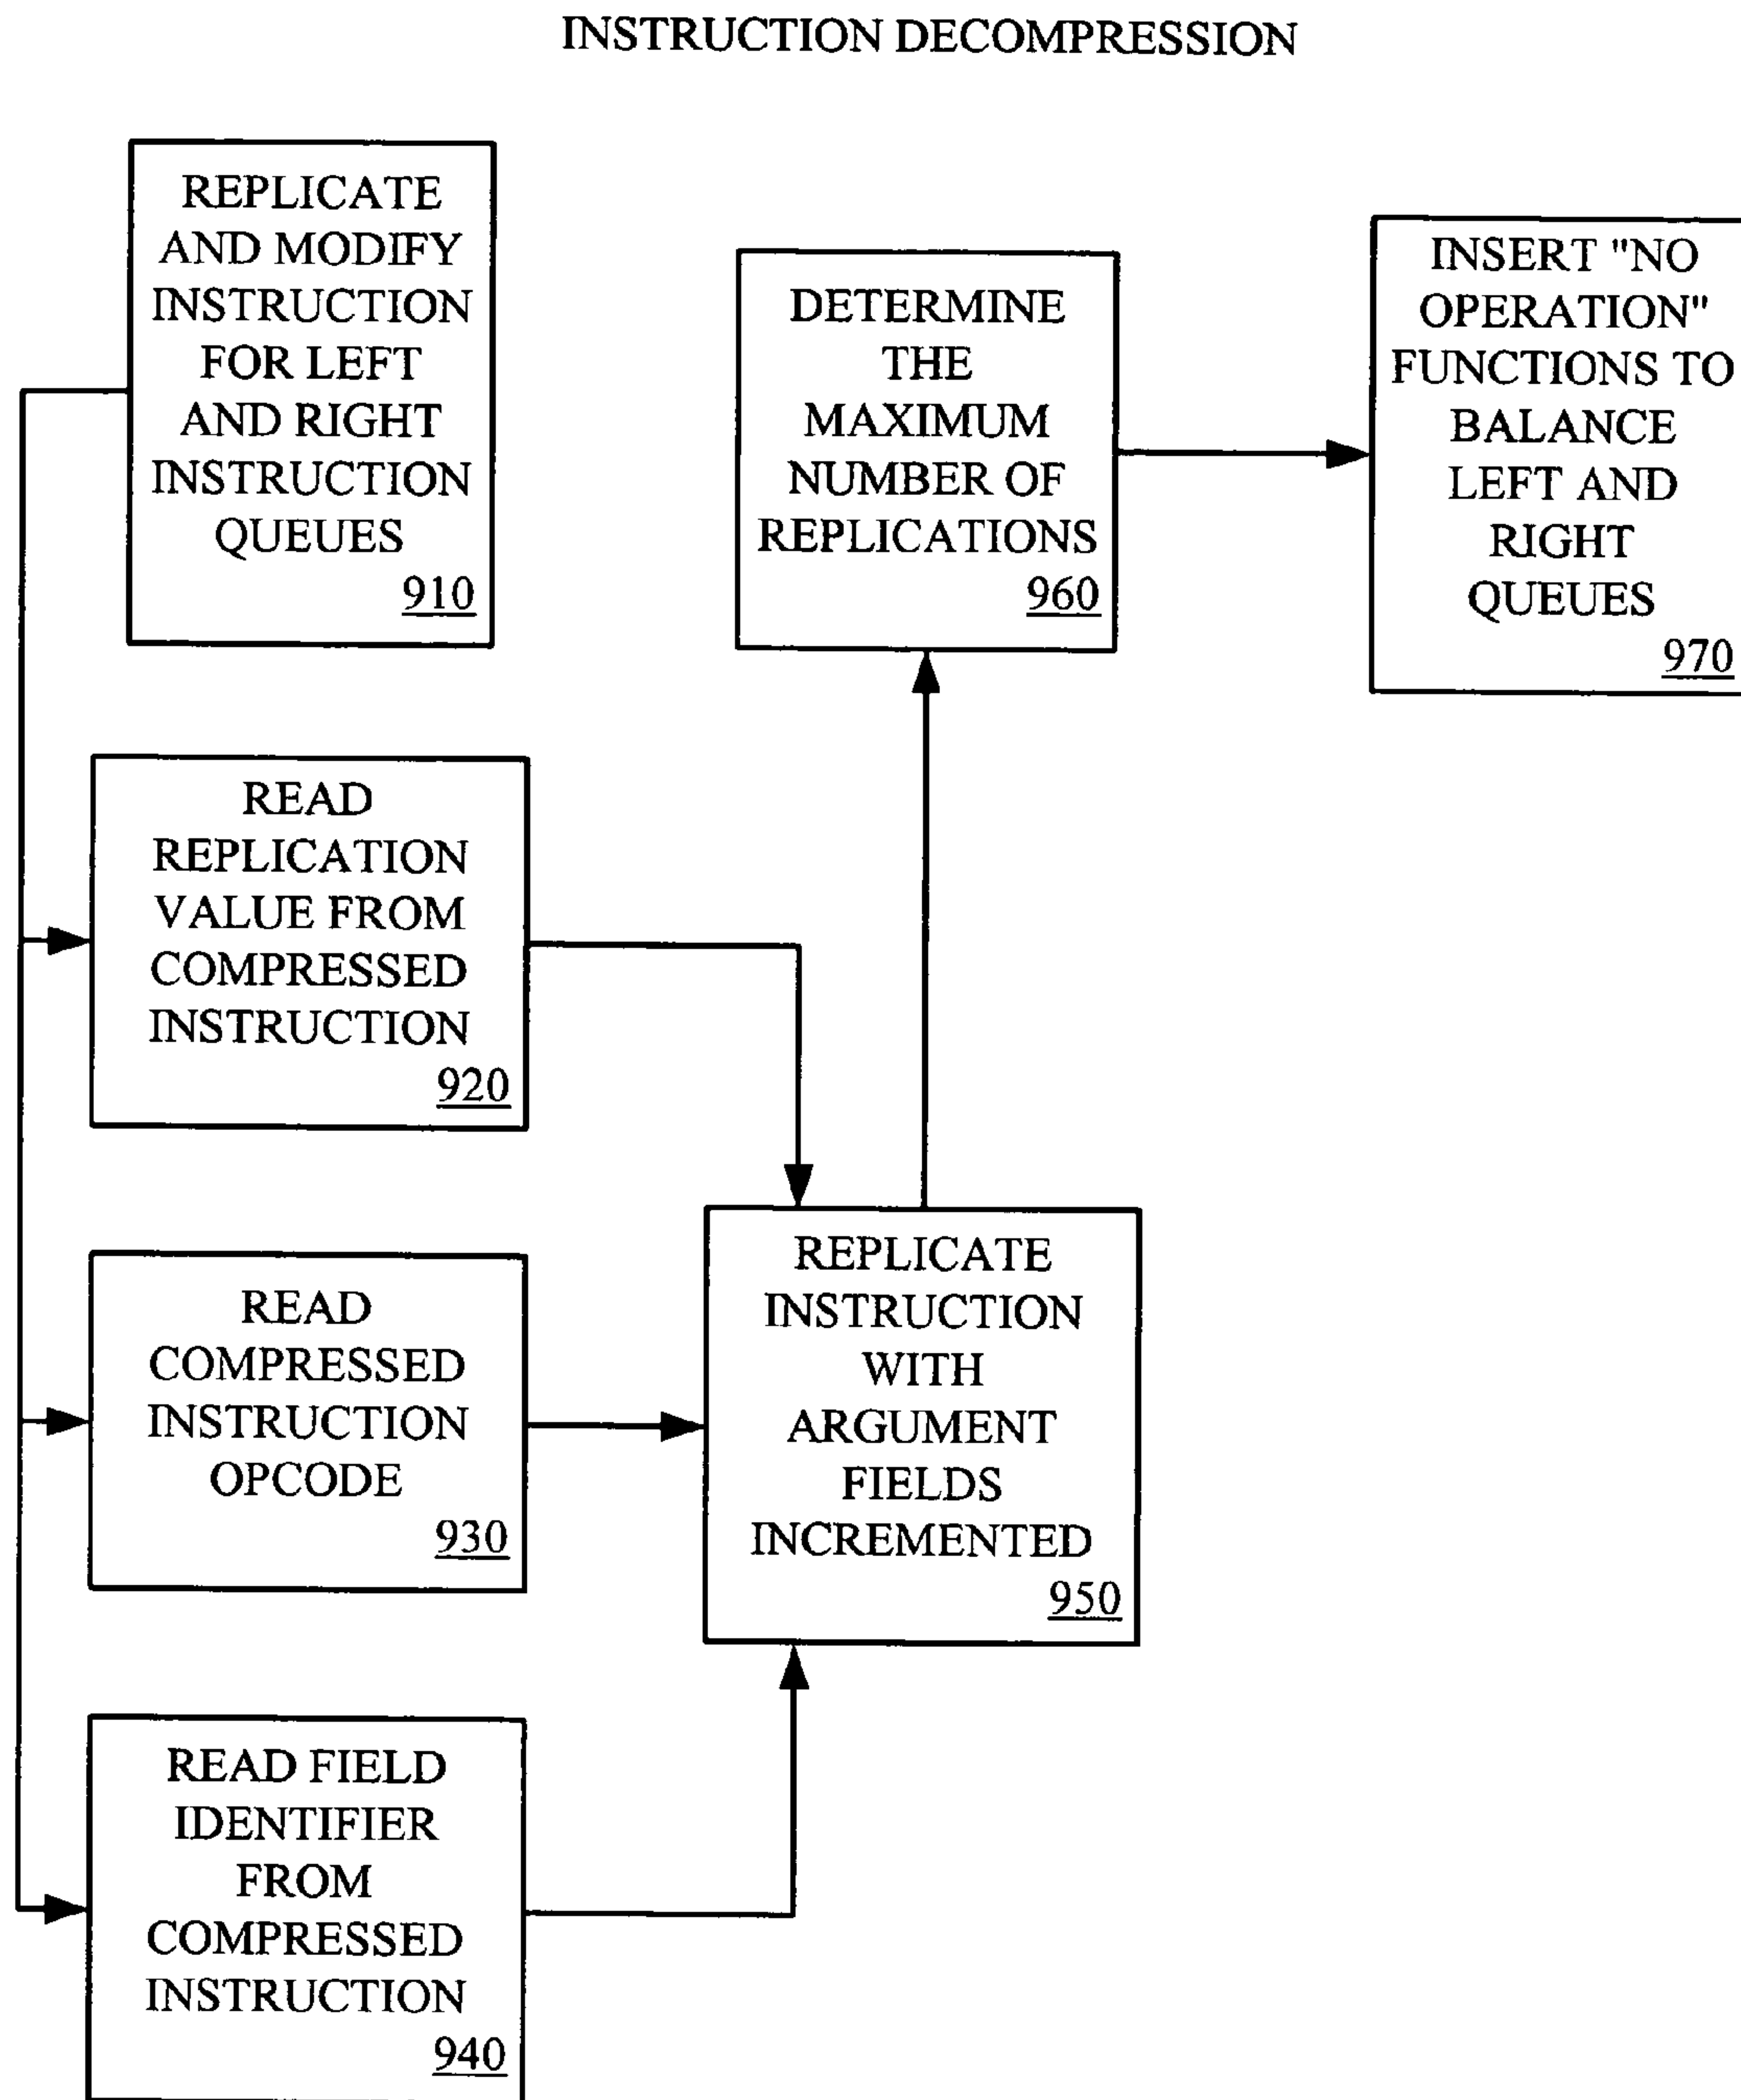 INSTRUCTION DECOMPRESSION
REPLICATE
AND MODIFY
INSTRUCTION
FOR LEFT
AND RIGHT
INSTRUCTION
QUEUES
910
READ
REPLICATION
VALUE FROM
COMPRESSED
INSTRUCTION
920
READ
COMPRESSED
INSTRUCTION
OPCODE
930
READ FIELD
IDENTIFIER
FROM
COMPRESSED
INSTRUCTION
940
REPLICATE
INSTRUCTION
WITH
ARGUMENT
FIELDS
INCREMENTED
950
DETERMINE
THE
MAXIMUM
NUMBER OF
REPLICATIONS
960
INSERT "NO
OPERATION"
FUNCTIONS TO
BALANCE
LEFT AND
RIGHT
QUEUES
970